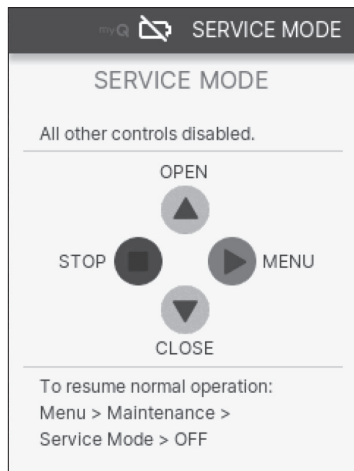 myQ SERVICE MODE
SERVICE MODE
All other controls disabled.
OPEN
STOP MENU
CLOSE
To resume normal operation:
Menu > Maintenance >
Service Mode > OFF